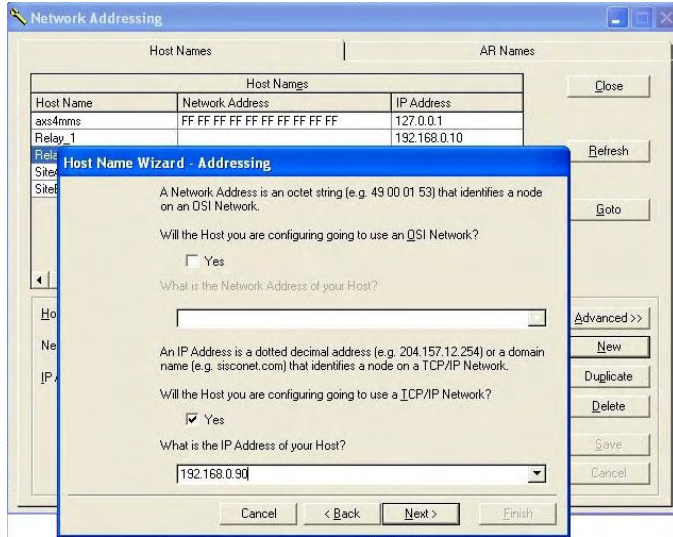 Network Addressing
Host Names
AR Names
Host Names
Host Name Network Address IP Address
axs4mms FF FF FF FF FF FF FF FF FF FF 127.0.0.1
Relay_1 192.168.0.10
Close
Refresh
Goto
Advanced >>
New
Duplicate
Delete
Save
Cancel
Host Name Wizard - Addressing
A Network Address is an octet string (e.g. 49 00 01 53) that identifies a node
on an OSI Network.
Will the Host you are configuring going to use an OSI Network?
Yes
What is the Network Address of your Host?
An IP Address is a dotted decimal address (e.g. 204.157.12.254) or a domain
name (e.g. sisconet.com) that identifies a node on a TCP/IP Network.
Will the Host you are configuring going to use a TCP/IP Network?
Yes
What is the IP Address of your Host?
192.168.0.90
Cancel < Back Next > Finish